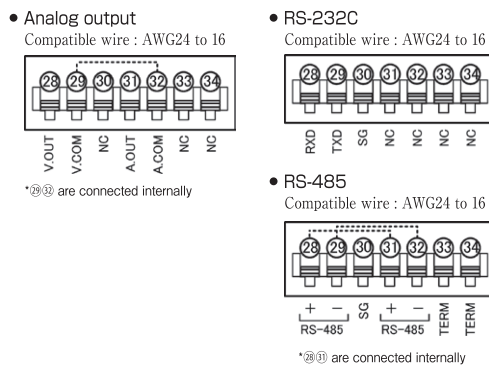 ● Analog output
Compatible wire : AWG24 to 16
28 29 30 31 32 33 34
V.OUT V.COM NC A.OUT A.COM NC NC
*㉙㉜ are connected internally
● RS-232C
Compatible wire : AWG24 to 16
28 29 30 31 32 33 34
RXD TXD SG NC NC NC NC
● RS-485
Compatible wire : AWG24 to 16
28 29 30 31 32 33 34
+ − SG + − TERM TERM
RS-485 RS-485
*㉘㉛ are connected internally